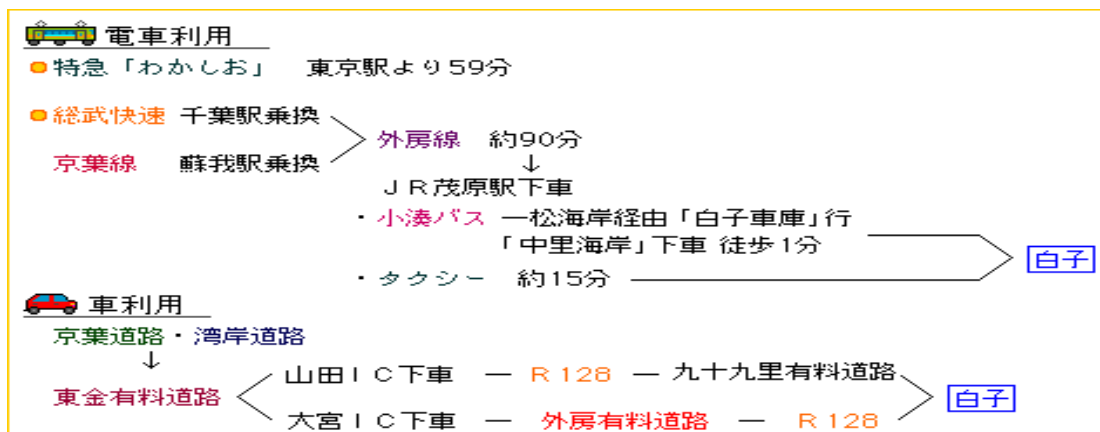 電車利用
特急「わかしお」 東京駅より59分
総武快速 千葉駅乗換
京葉線 蘇我駅乗換
外房線 約90分
↓
JR茂原駅下車
・小湊バス 一松海岸経由「白子車庫」行
「中里海岸」下車 徒歩1分
・タクシー 約15分
白子
車利用
京葉道路・湾岸道路
↓
東金有料道路
山田IC下車 ― R128 ― 九十九里有料道路
大宮IC下車 ― 外房有料道路 ― R128
白子